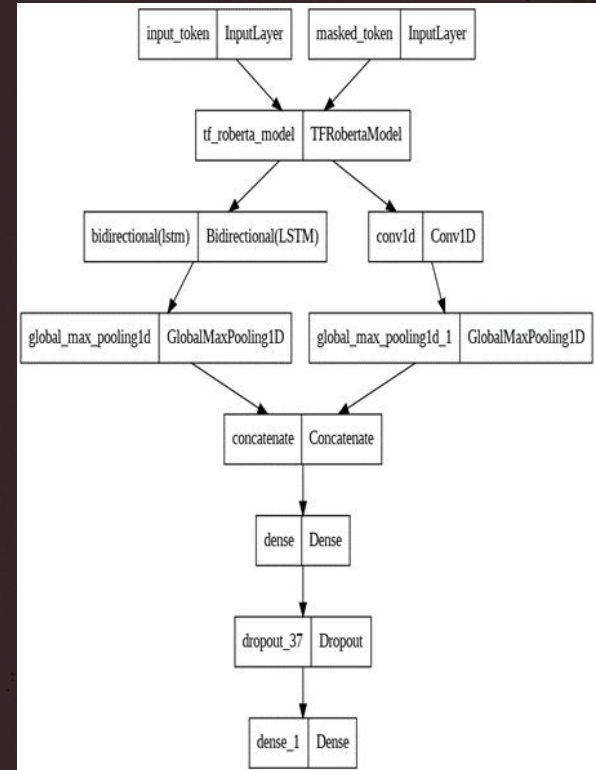 input_token InputLayer masked_token InputLayer
tf_roberta_model TFRobertaModel
bidirectional(lstm) Bidirectional(LSTM) conv1d Conv1D
global_max_pooling1d GlobalMaxPooling1D global_max_pooling1d_1 GlobalMaxPooling1D
concatenate Concatenate
dense Dense
dropout_37 Dropout
dense_1 Dense